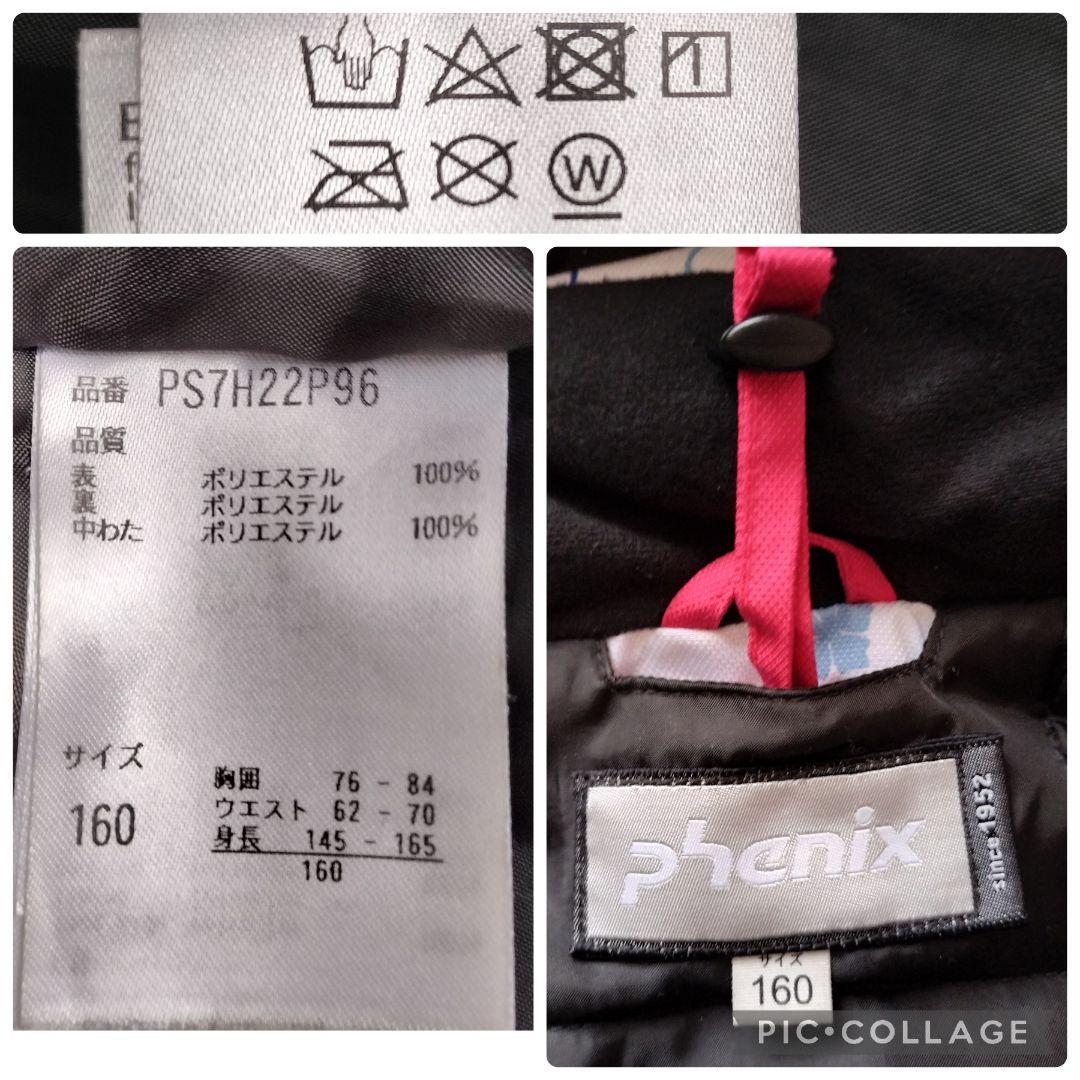 W
品番 PS7H22P96
品質
表 ポリエステル 100%
裏 ポリエステル
中わた ポリエステル 100%
サイズ
160
胸囲 76 - 84
ウエスト 62 - 70
身長 145 - 165
160
phenix
since 1952
サイズ
160
PIC•COLLAGE